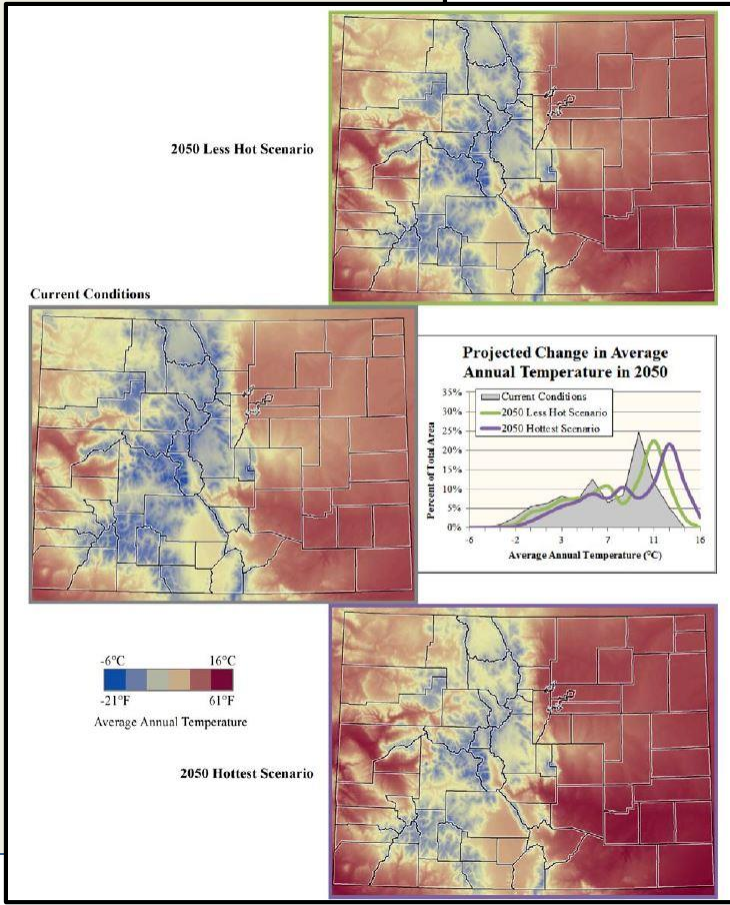 2050 Less Hot Scenario
Current Conditions
Projected Change in Average
Annual Temperature in 2050
35%
30%
25%
20%
15%
10%
5%
0%
Percent of Total Area
Current Conditions
2050 Less Hot Scenario
2050 Hottest Scenario
-6 -2 3 7 11 16
Average Annual Temperature (°C)
-6°C 16°C
-21°F 61°F
Average Annual Temperature
2050 Hottest Scenario